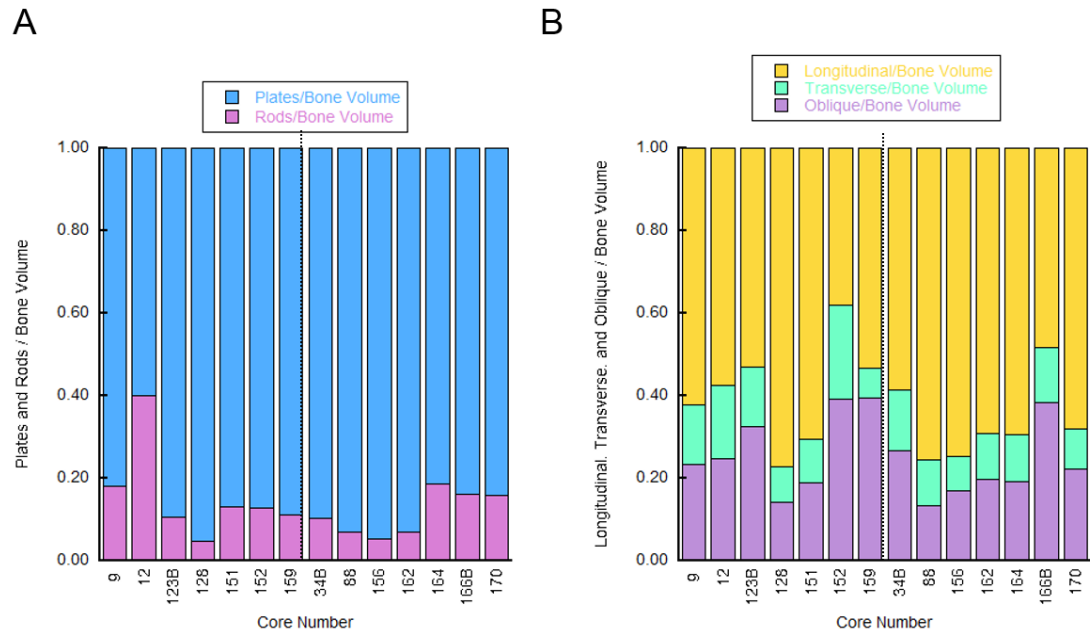 A
B
Plates/Bone Volume
Rods/Bone Volume
Longitudinal/Bone Volume
Transverse/Bone Volume
Oblique/Bone Volume
Plates and Rods / Bone Volume
1.00
0.80
0.60
0.40
0.20
0.00
9
12
123B
128
151
152
159
34B
88
156
162
164
166B
170
Core Number
Longitudinal. Transverse. and Oblique / Bone Volume
1.00
0.80
0.60
0.40
0.20
0.00
9
12
123B
128
151
152
159
34B
88
156
162
164
166B
170
Core Number